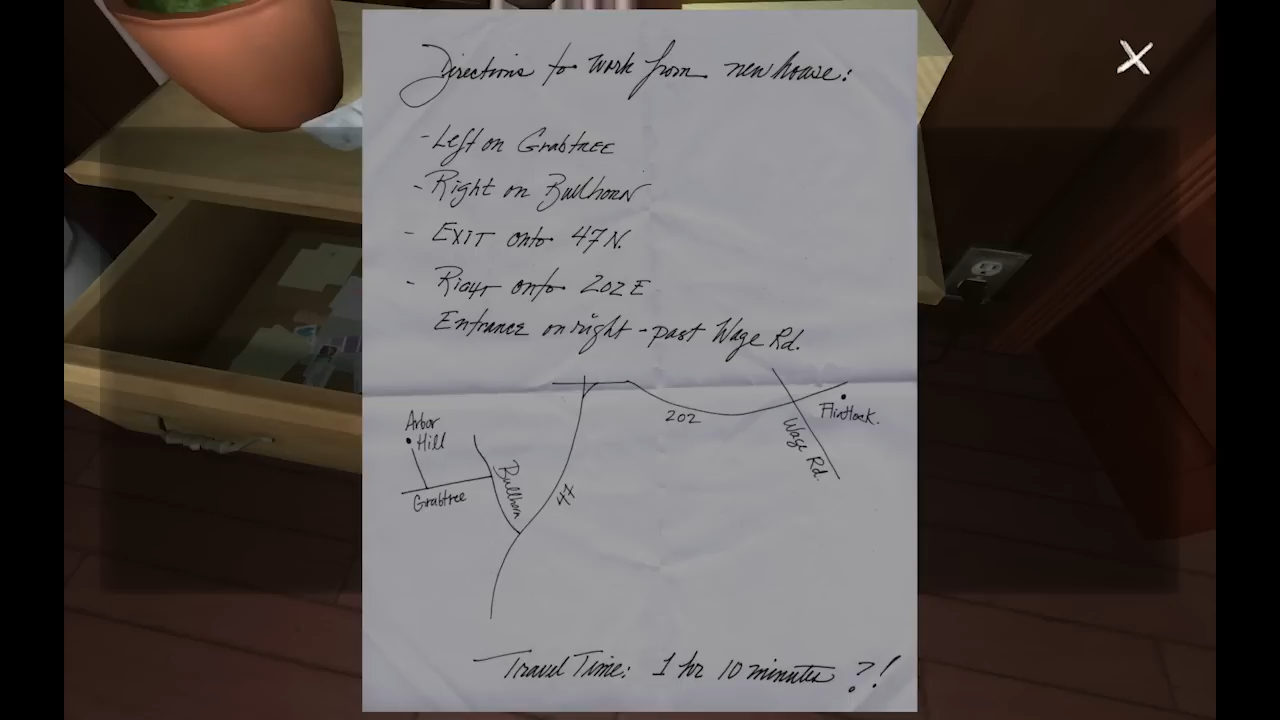 Directions to work from new house:
- Left on Grabtree
- Right on Bullhorn
- Exit onto 47 N.
- Right onto 202 E
Entrance on right - past Wage Rd.
Arbor
Hill
Grabtree
Bullhorn
47
202
Wage Rd.
Flintlock.
Travel Time: 1 hr 10 minutes ?!